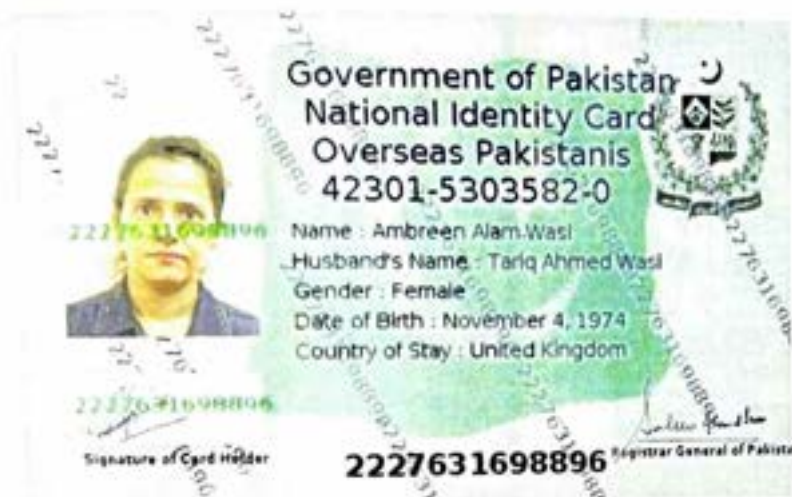 Government of Pakistan
National Identity Card
Overseas Pakistanis
42301-5303582-0
Name : Ambreen Alam Wasi
Husband's Name : Tariq Ahmed Wasi
Gender : Female
Date of Birth : November 4, 1974
Country of Stay : United Kingdom
2227631698896
2227631698896
Signature of Card Holder
2227631698896
Registrar General of Pakista